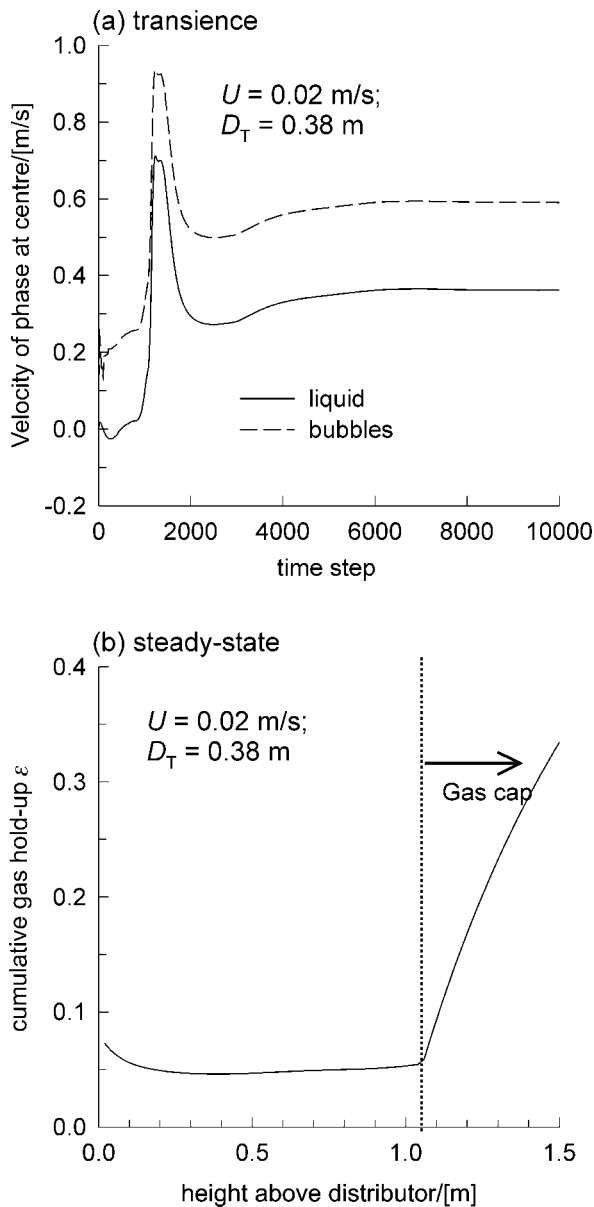 (a) transience
1.0
U = 0.02 m/s;
D_T = 0.38 m
0.8
0.6
0.4
0.2
0.0
-0.2
Velocity of phase at centre/[m/s]
liquid
bubbles
0 2000 4000 6000 8000 10000
time step
(b) steady-state
0.4
U = 0.02 m/s;
D_T = 0.38 m
0.3
Gas cap
0.2
0.1
0.0
cumulative gas hold-up ε
0.0 0.5 1.0 1.5
height above distributor/[m]